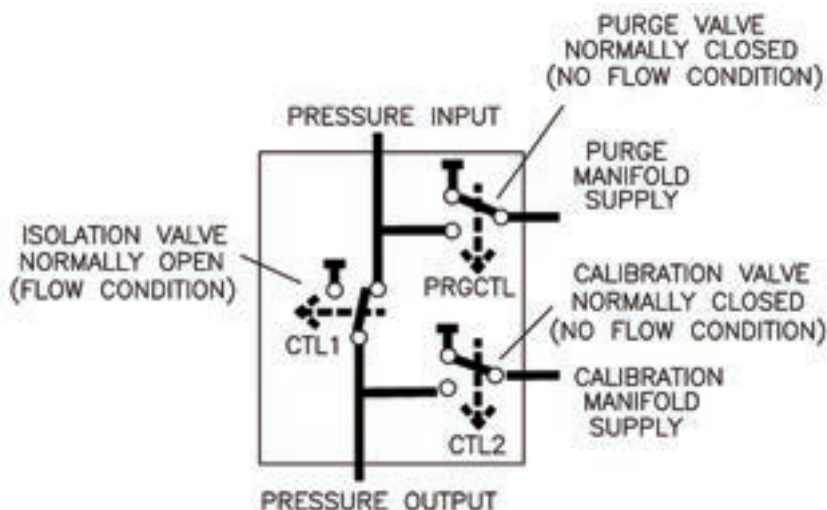 PURGE VALVE
NORMALLY CLOSED
(NO FLOW CONDITION)
PRESSURE INPUT
PURGE
MANIFOLD
SUPPLY
ISOLATION VALVE
NORMALLY OPEN
(FLOW CONDITION)
PRGCTL
CALIBRATION VALVE
NORMALLY CLOSED
(NO FLOW CONDITION)
CTL1
CALIBRATION
MANIFOLD
SUPPLY
CTL2
PRESSURE OUTPUT